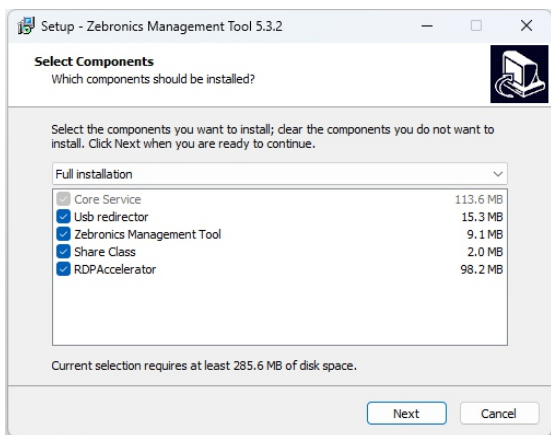 Setup - Zebronics Management Tool 5.3.2
Select Components
Which components should be installed?
Select the components you want to install; clear the components you do not want to
install. Click Next when you are ready to continue.
Full installation
Core Service 113.6 MB
Usb redirector 15.3 MB
Zebronics Management Tool 9.1 MB
Share Class 2.0 MB
RDPAccelerator 98.2 MB
Current selection requires at least 285.6 MB of disk space.
Next Cancel